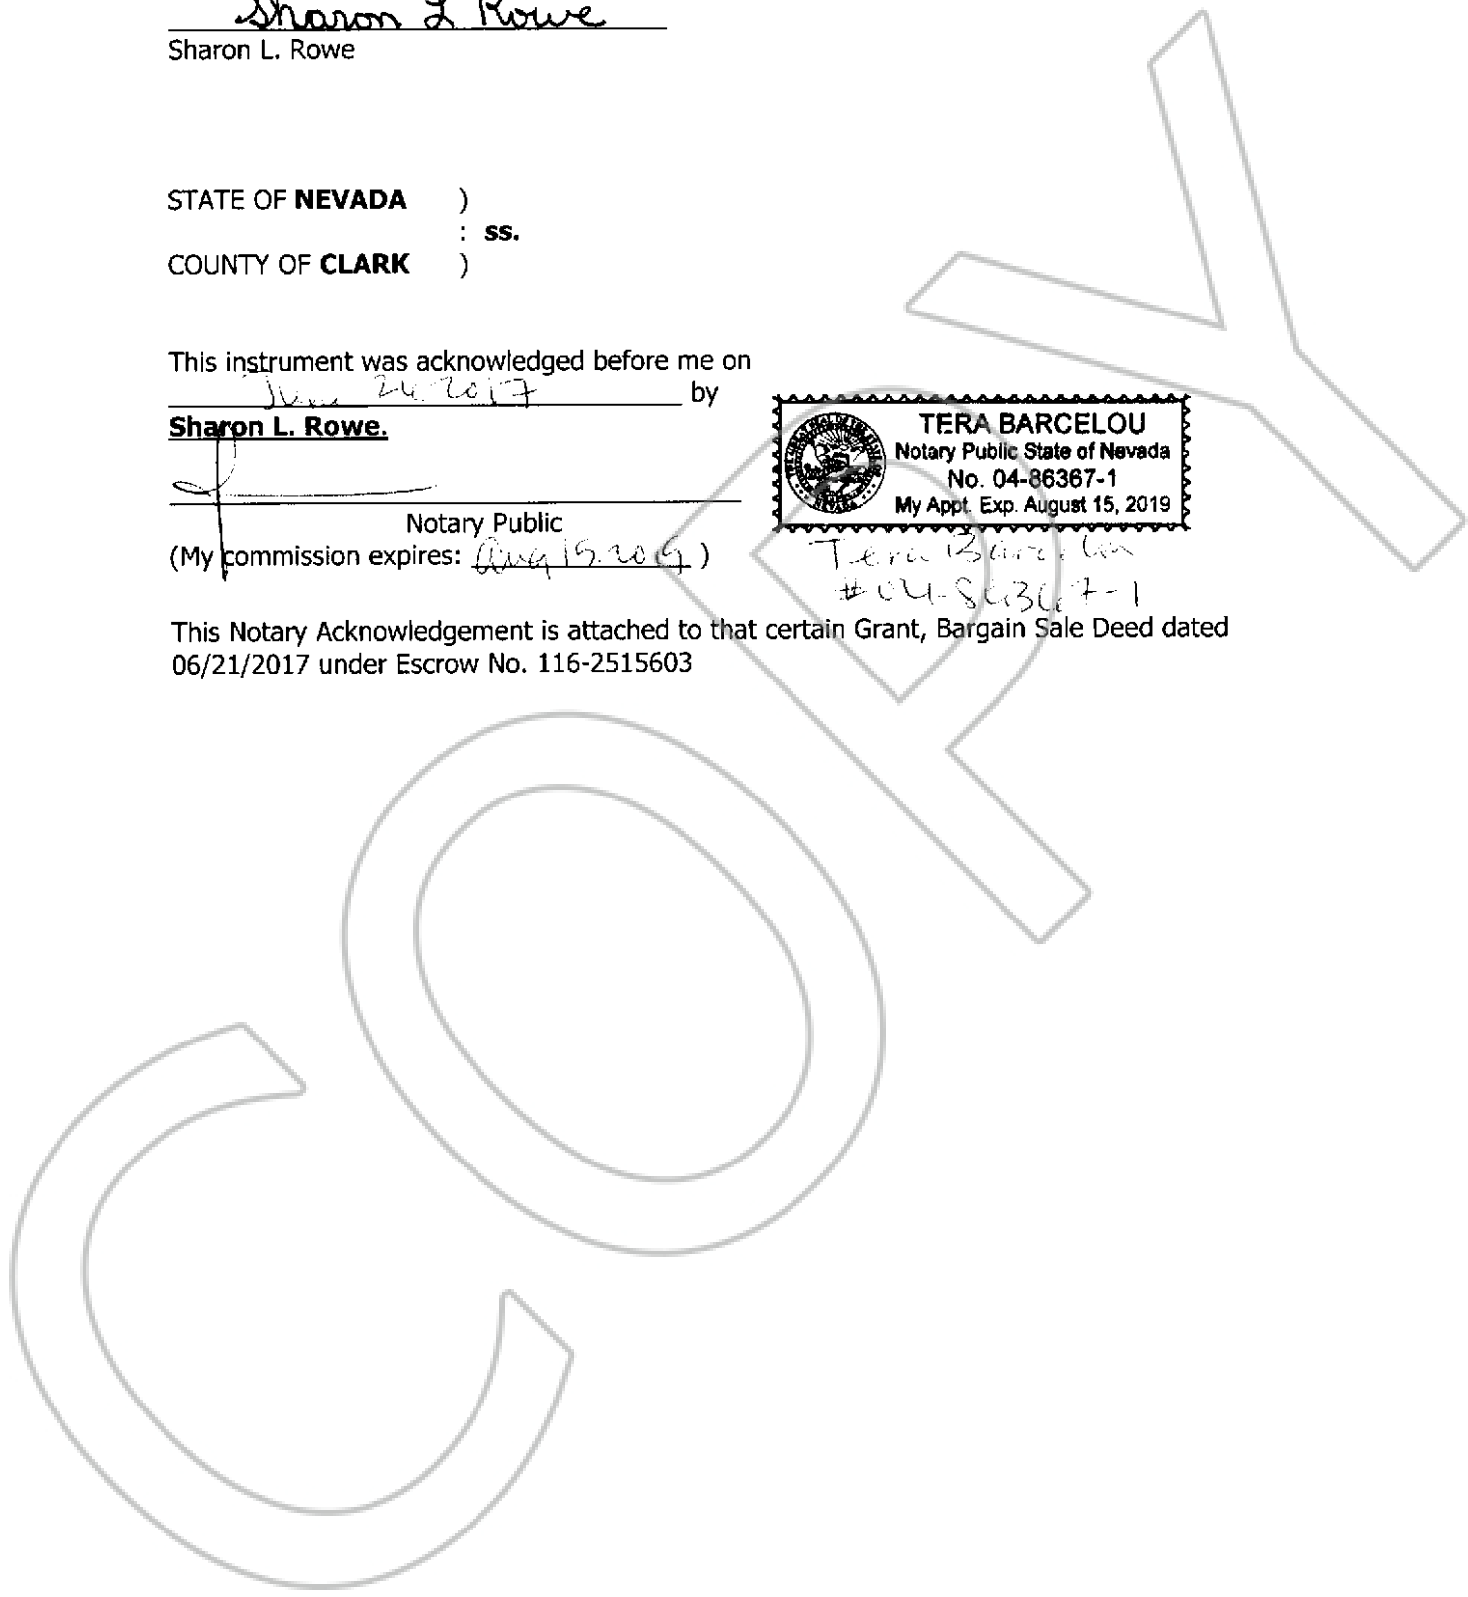 Sharon L Rowe
Sharon L. Rowe
STATE OF NEVADA )
: ss.
COUNTY OF CLARK )
This instrument was acknowledged before me on
June 2017 by
Sharon L. Rowe.
TERA BARCELOU
Notary Public State of Nevada
No. 04-86367-1
My Appt. Exp. August 15, 2019
Notary Public
(My commission expires: Aug 15. 2019 )
Tera Barcelou
#04-86367-1
This Notary Acknowledgement is attached to that certain Grant, Bargain Sale Deed dated
06/21/2017 under Escrow No. 116-2515603
COPY